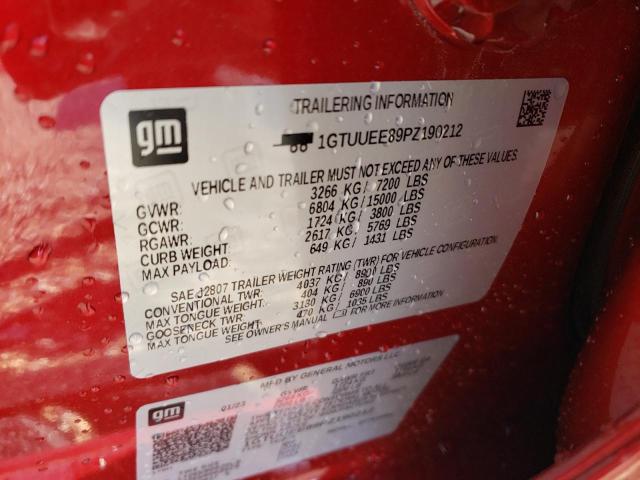 TRAILERING INFORMATION
gm
1GTUUEE89PZ190212
VEHICLE AND TRAILER MUST NOT EXCEED ANY OF THESE VALUES
GVWR: 3266 KG/ 7200 LBS
GCWR: 6804 KG/15000 LBS
RGAWR: 1724 KG/ 3800 LBS
CURB WEIGHT: 2617 KG/ 5769 LBS
MAX PAYLOAD: 649 KG/ 1431 LBS
SAE J2807 TRAILER WEIGHT RATING (TWR) FOR VEHICLE CONFIGURATION
CONVENTIONAL TWR: 4037 KG/ 8900 LBS
MAX TONGUE WEIGHT: 404 KG/ 890 LBS
GOOSENECK TWR: 3130 KG/ 6900 LBS
MAX TONGUE WEIGHT: 470 KG/ 1035 LBS
SEE OWNER'S MANUAL FOR MORE INFORMATION
gm
MFD BY GENERAL MOTORS LLC
01/23 GVWR